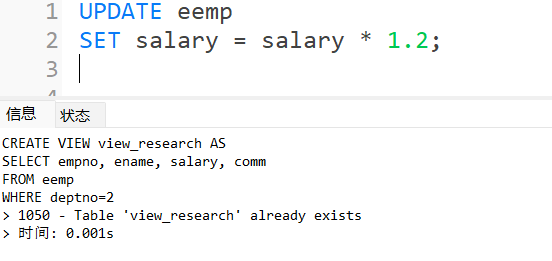 1 UPDATE eemp
2 SET salary = salary * 1.2;
3
4
信息 状态
CREATE VIEW view_research AS
SELECT empno, ename, salary, comm
FROM eemp
WHERE deptno=2
> 1050 - Table 'view_research' already exists
> 时间: 0.001s